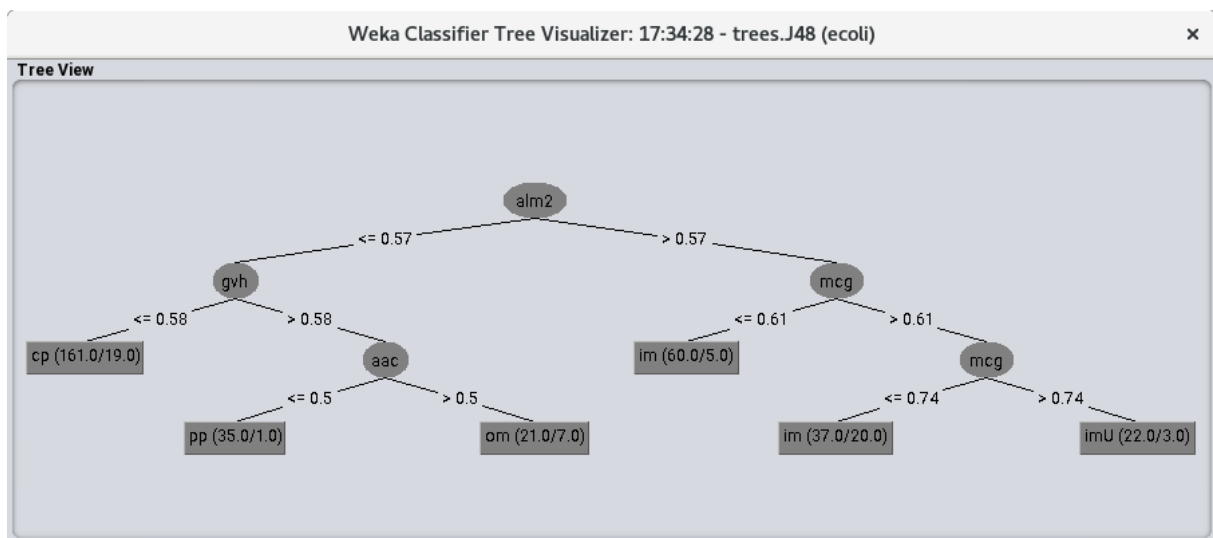 Weka Classifier Tree Visualizer: 17:34:28 - trees.J48 (ecoli)
×
Tree View
alm2
<= 0.57
> 0.57
gvh
mcg
<= 0.58
> 0.58
<= 0.61
> 0.61
cp (161.0/19.0)
aac
im (60.0/5.0)
mcg
<= 0.5
> 0.5
<= 0.74
> 0.74
pp (35.0/1.0)
om (21.0/7.0)
im (37.0/20.0)
imU (22.0/3.0)